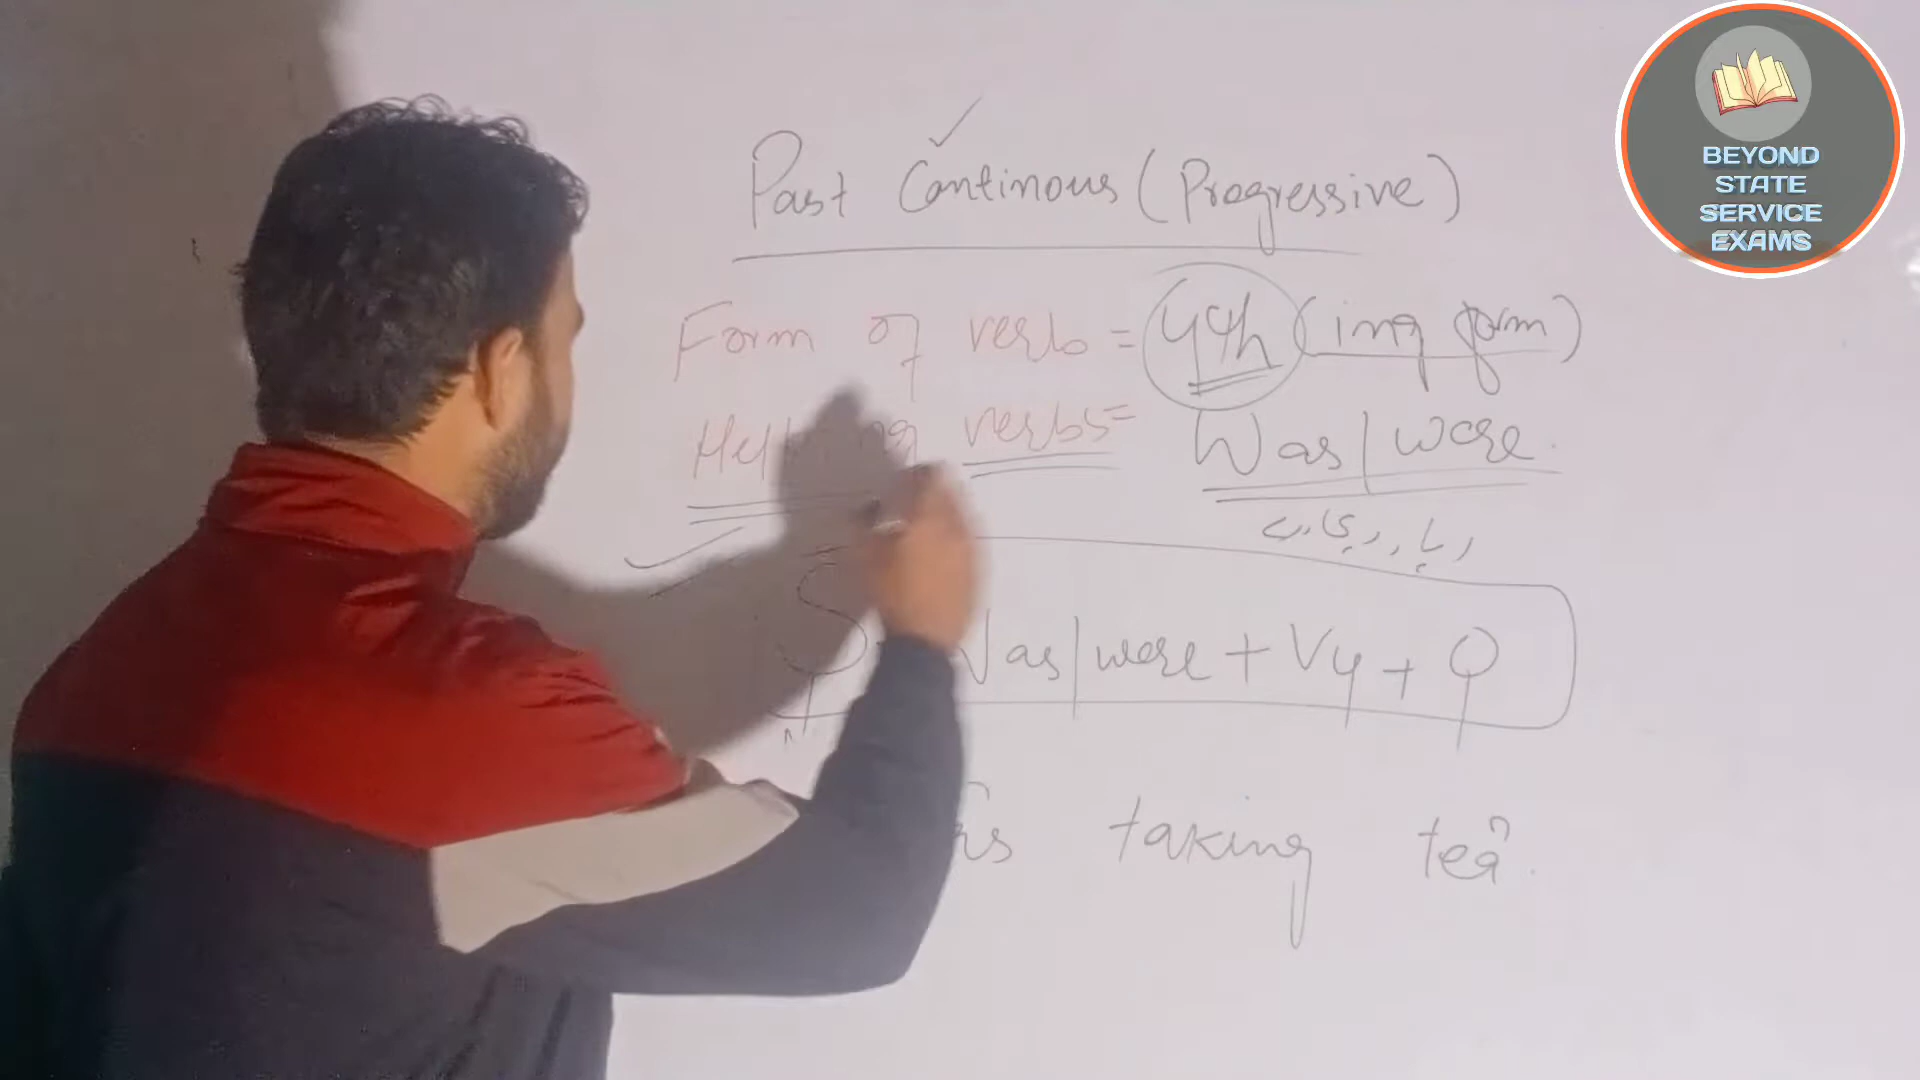 Past Continous (Progressive)
Form of verb = 4th (ing form)
verbs = Was | were
S Was | were + V4 + O
taking tea.
BEYOND
STATE
SERVICE
EXAMS